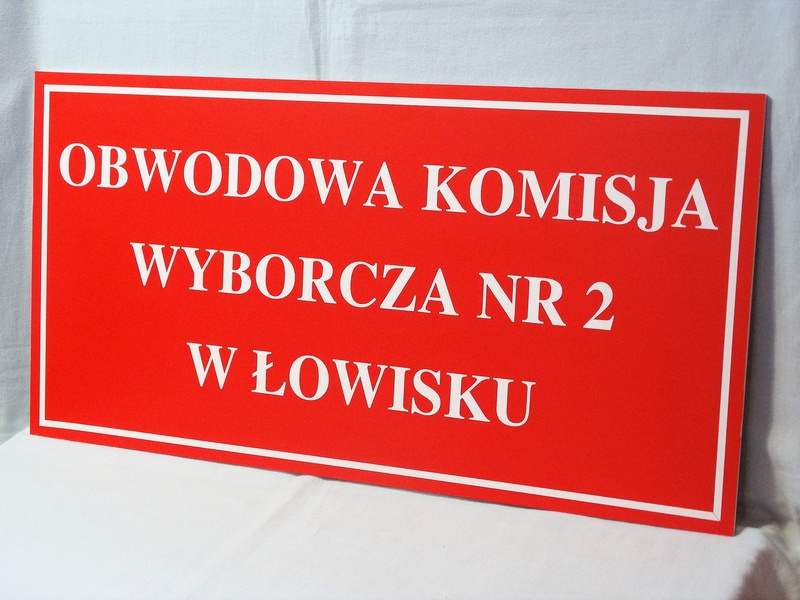 OBWODOWA KOMISJA
WYBORCZA NR 2
W ŁOWISKU